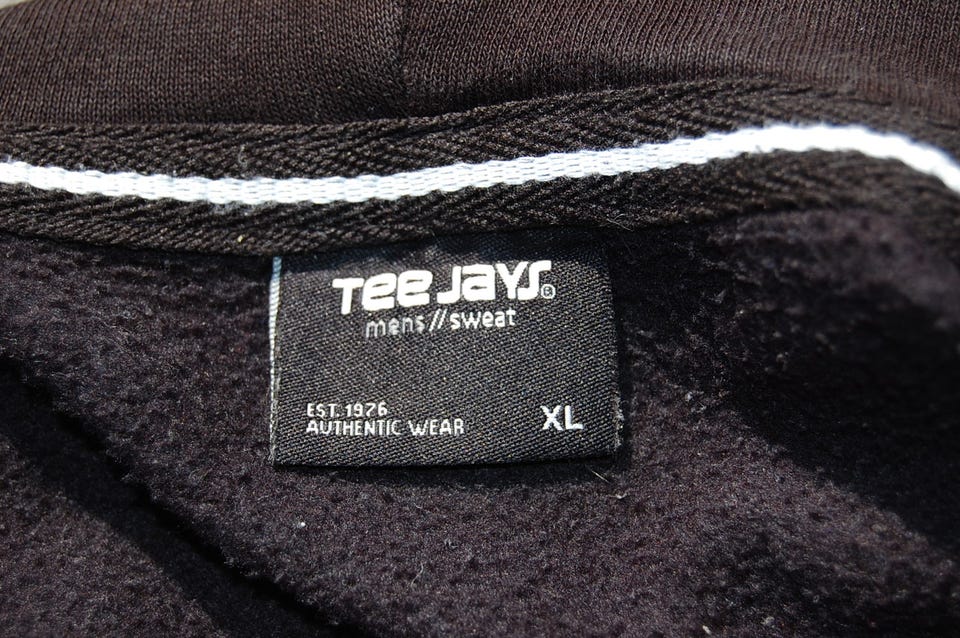 Tee Jays®
mens//sweat
EST. 1976
AUTHENTIC WEAR
XL